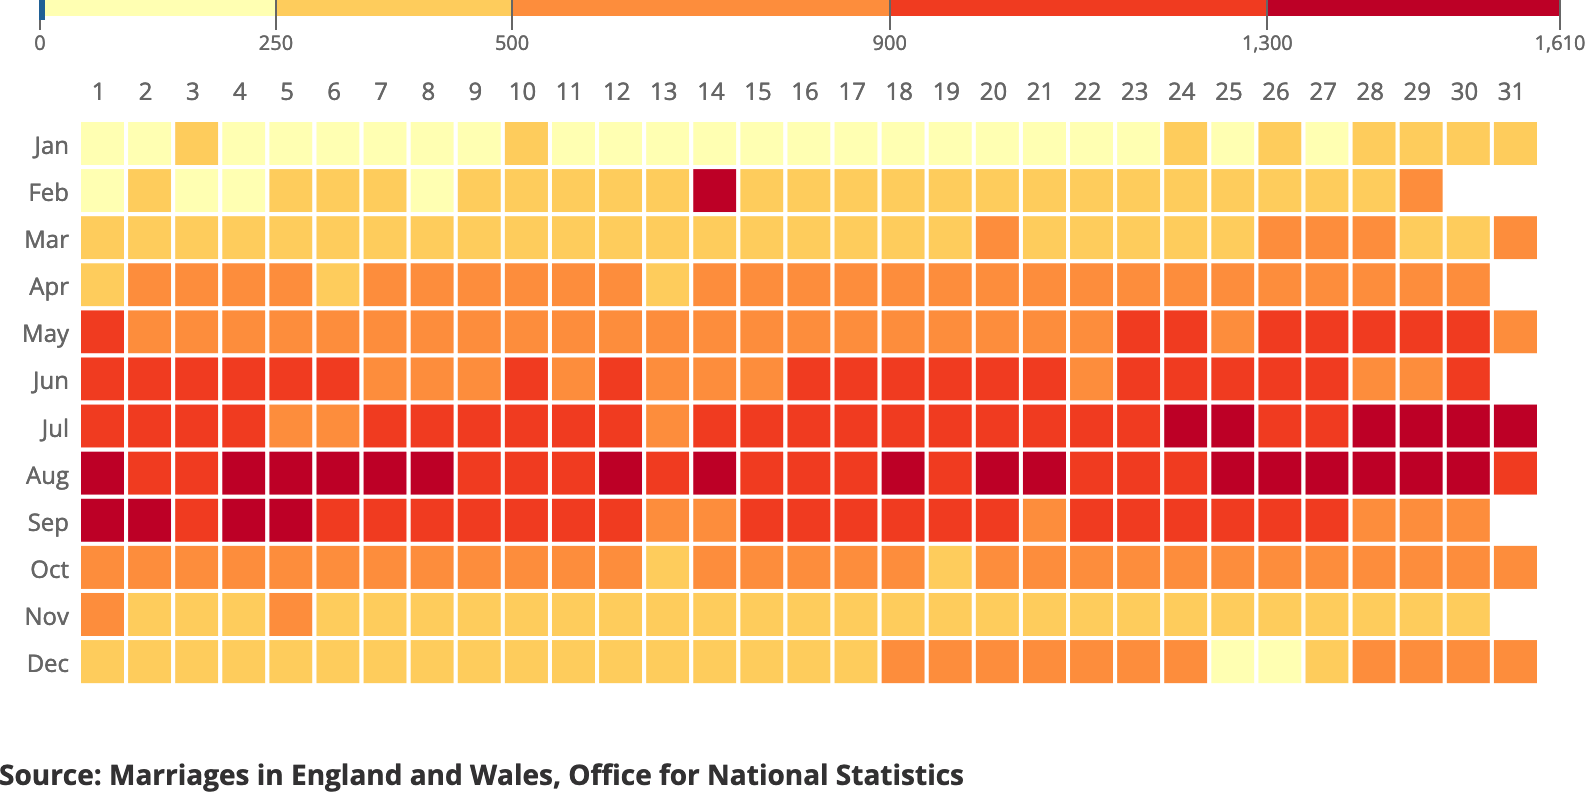 0 250 500 900 1,300 1,610
1 2 3 4 5 6 7 8 9 10 11 12 13 14 15 16 17 18 19 20 21 22 23 24 25 26 27 28 29 30 31
Jan
Feb
Mar
Apr
May
Jun
Jul
Aug
Sep
Oct
Nov
Dec
Source: Marriages in England and Wales, Office for National Statistics